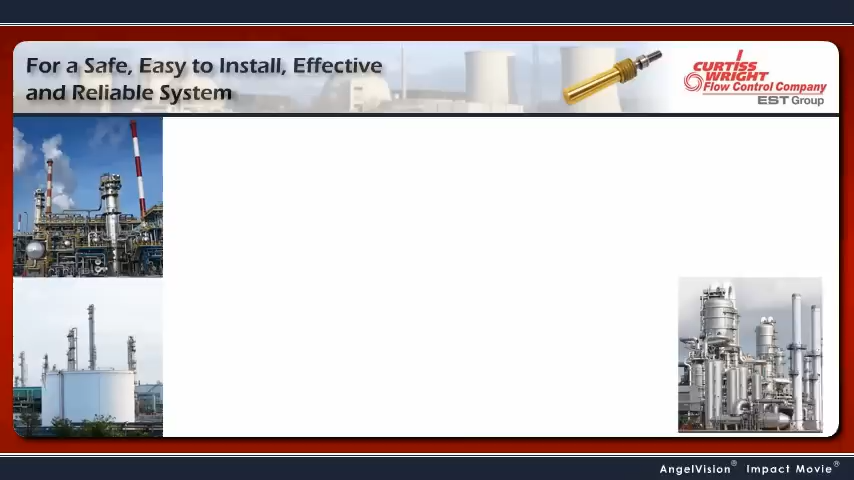 For a Safe, Easy to Install, Effective
and Reliable System
CURTISS
WRIGHT
Flow Control Company
EST Group
AngelVision® Impact Movie®